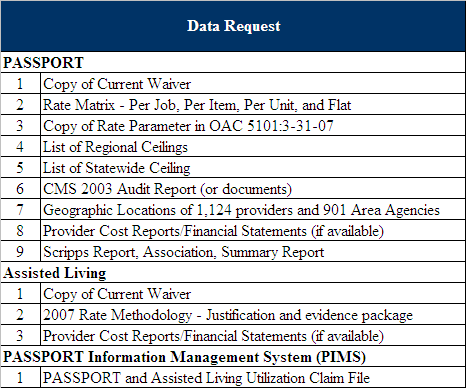 Data Request
PASSPORT
1 Copy of Current Waiver
2 Rate Matrix - Per Job, Per Item, Per Unit, and Flat
3 Copy of Rate Parameter in OAC 5101:3-31-07
4 List of Regional Ceilings
5 List of Statewide Ceiling
6 CMS 2003 Audit Report (or documents)
7 Geographic Locations of 1,124 providers and 901 Area Agencies
8 Provider Cost Reports/Financial Statements (if available)
9 Scripps Report, Association, Summary Report
Assisted Living
1 Copy of Current Waiver
2 2007 Rate Methodology - Justification and evidence package
3 Provider Cost Reports/Financial Statements (if available)
PASSPORT Information Management System (PIMS)
1 PASSPORT and Assisted Living Utilization Claim File